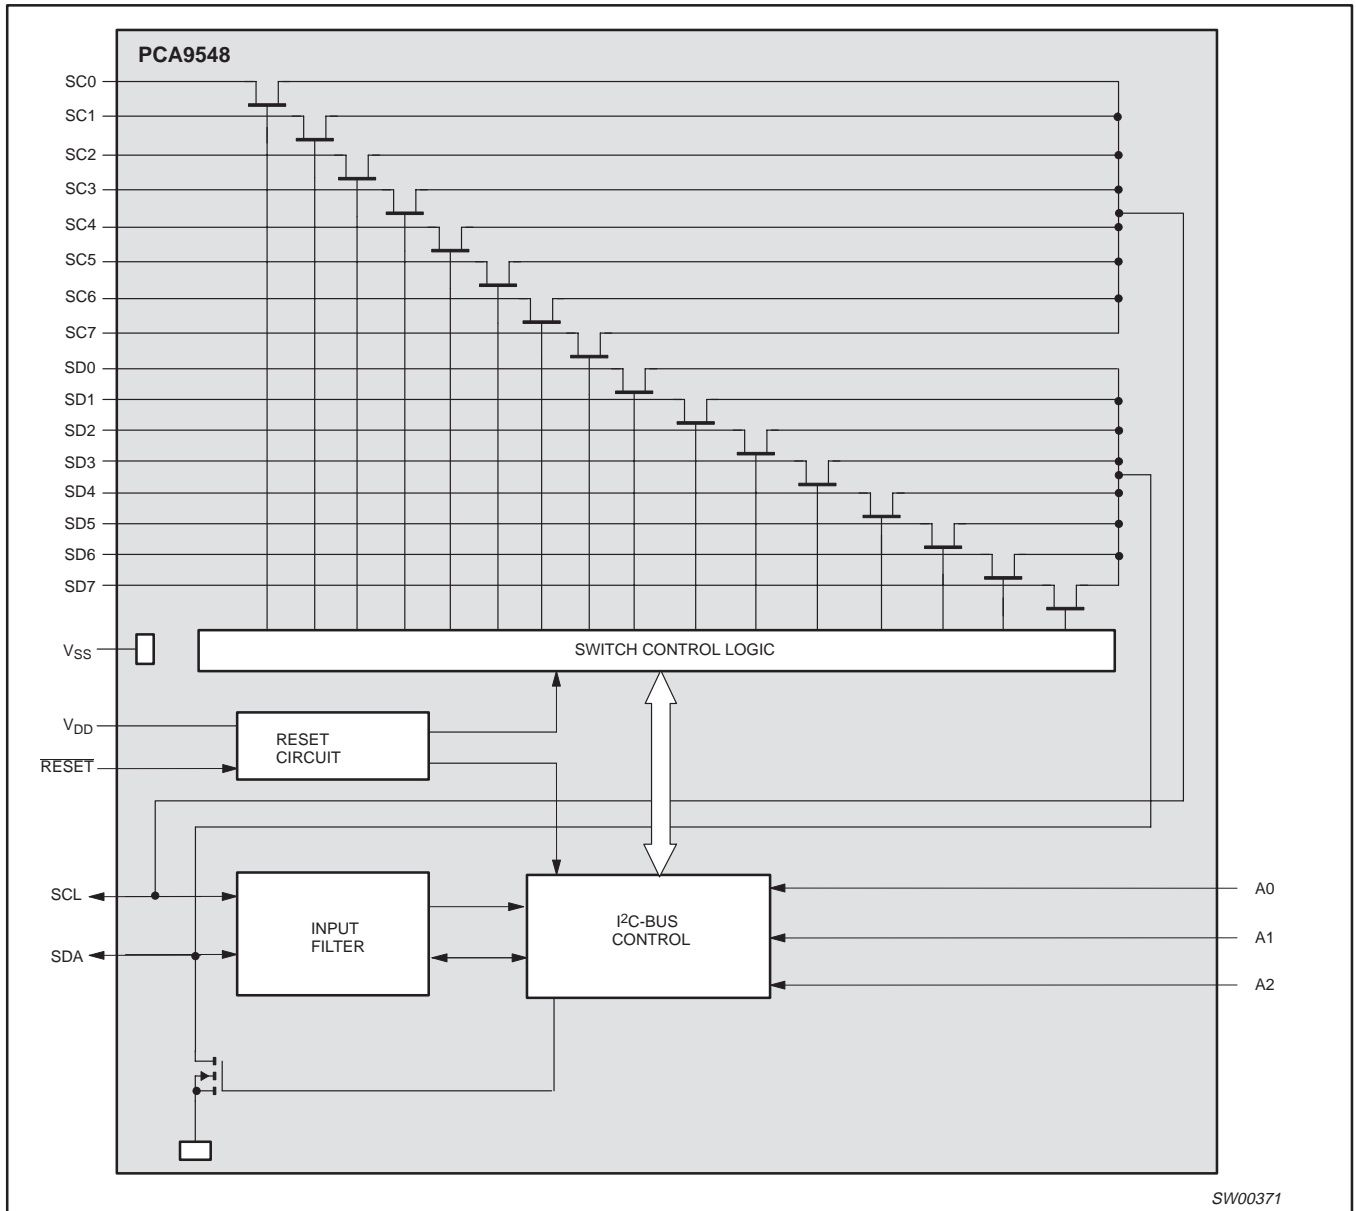 PCA9548
SC0
SC1
SC2
SC3
SC4
SC5
SC6
SC7
SD0
SD1
SD2
SD3
SD4
SD5
SD6
SD7
VSS
SWITCH CONTROL LOGIC
VDD
RESET
CIRCUIT
RESET
SCL
SDA
INPUT
FILTER
I²C-BUS
CONTROL
A0
A1
A2
SW00371